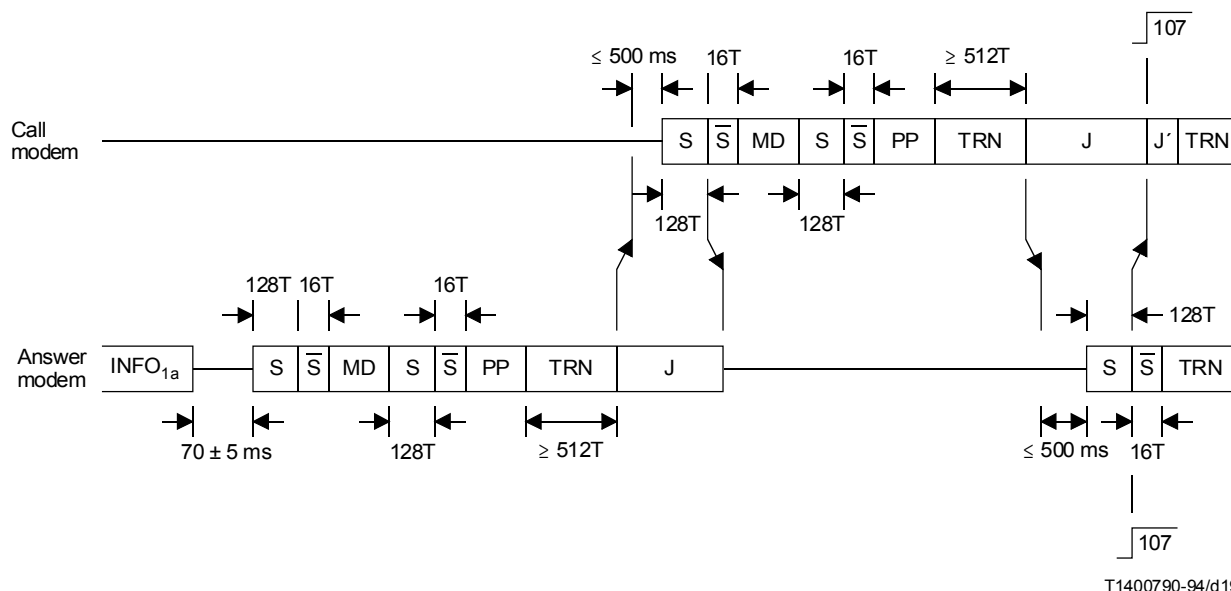 107
≤ 500 ms 16T 16T ≥ 512T
Call modem
S S̅ MD S S̅ PP TRN J J´ TRN
128T 128T
128T 16T 16T 128T
Answer modem
INFO1a S S̅ MD S S̅ PP TRN J S S̅ TRN
70 ± 5 ms 128T ≥ 512T ≤ 500 ms 16T
107